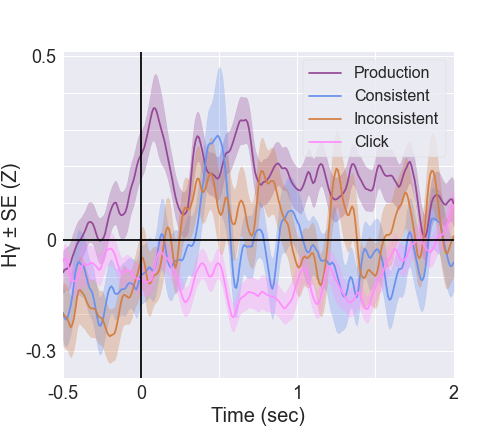 0.5
Production
Consistent
Inconsistent
Click
Hγ ± SE (Z)
0
-0.3
-0.5
0
1
2
Time (sec)